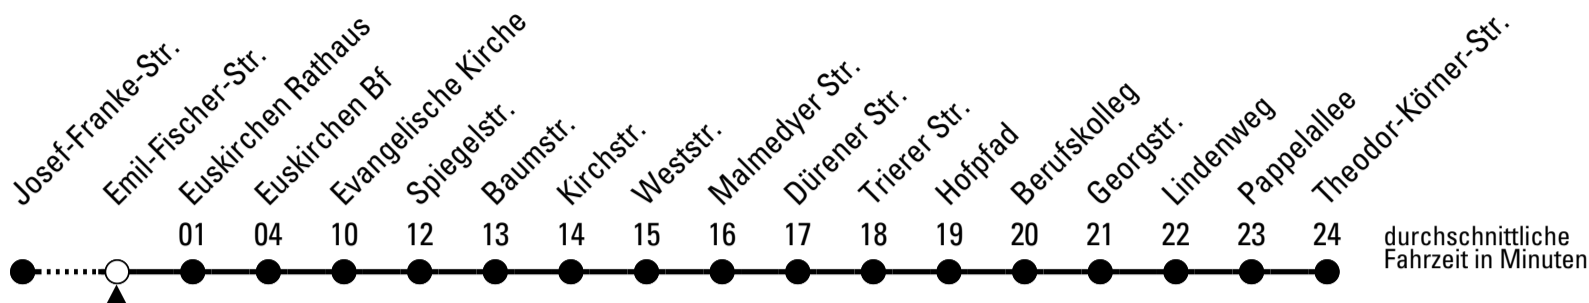 Josef-Franke-Str.
Emil-Fischer-Str.
Euskirchen Rathaus
Euskirchen Bf
Evangelische Kirche
Spiegelstr.
Baumstr.
Kirchstr.
Weststr.
Malmedyer Str.
Dürener Str.
Trierer Str.
Hofpfad
Berufskolleg
Georgstr.
Lindenweg
Pappelallee
Theodor-Körner-Str.
01 04 10 12 13 14 15 16 17 18 19 20 21 22 23 24
durchschnittliche
Fahrzeit in Minuten